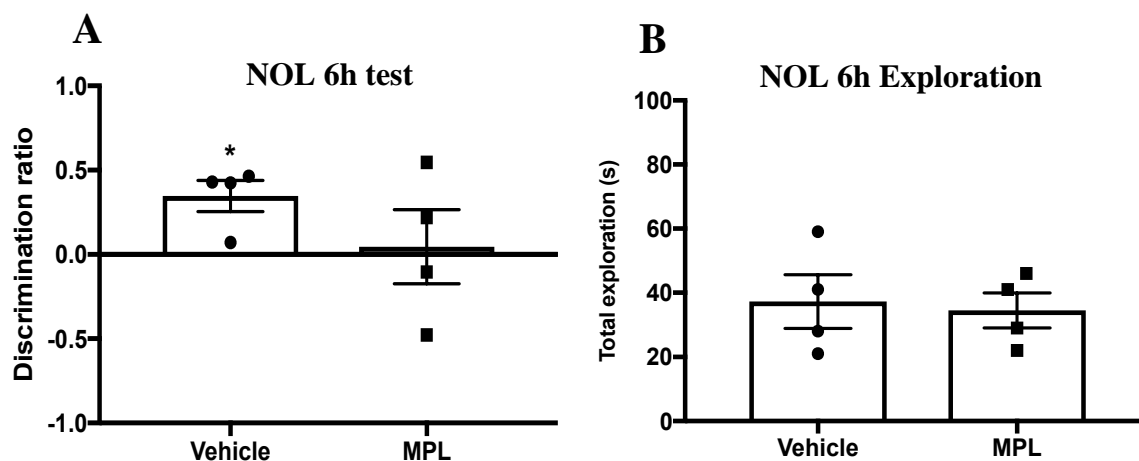 A
NOL 6h test
Discrimination ratio
1.0
0.5
0.0
-0.5
-1.0
*
Vehicle
MPL
B
NOL 6h Exploration
Total exploration (s)
100
80
60
40
20
0
Vehicle
MPL